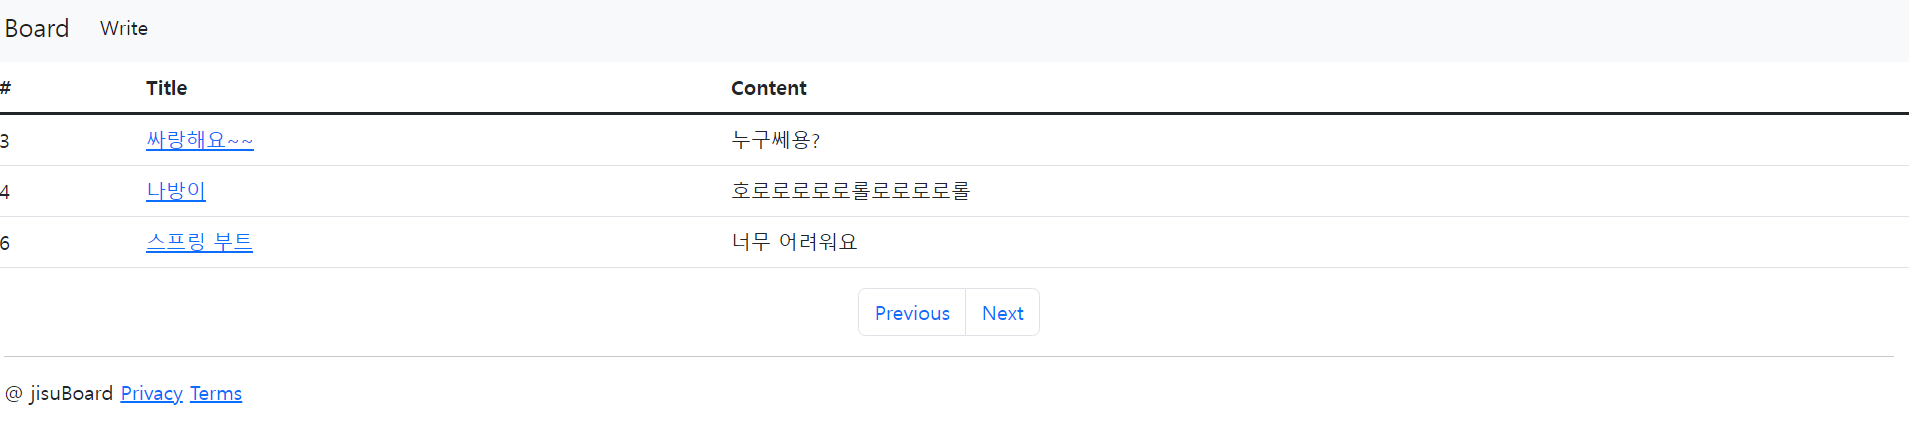 Board Write
# Title Content
3 싸랑해요~~ 누구쎄용?
4 나방이 호로로로로로롤로로로로롤
6 스프링 부트 너무 어려워요
Previous Next
@ jisuBoard Privacy Terms